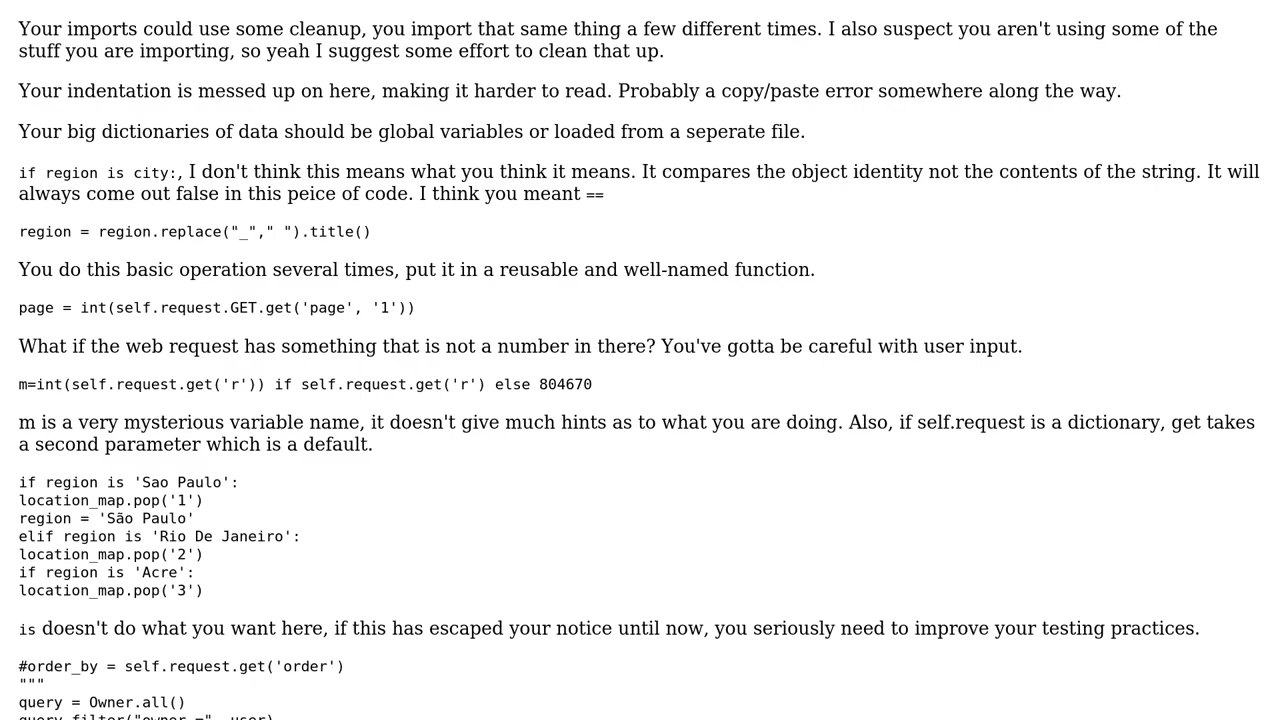 Your imports could use some cleanup, you import that same thing a few different times. I also suspect you aren't using some of the
stuff you are importing, so yeah I suggest some effort to clean that up.
Your indentation is messed up on here, making it harder to read. Probably a copy/paste error somewhere along the way.
Your big dictionaries of data should be global variables or loaded from a seperate file.
if region is city:, I don't think this means what you think it means. It compares the object identity not the contents of the string. It will
always come out false in this peice of code. I think you meant ==
region = region.replace("_"," ").title()
You do this basic operation several times, put it in a reusable and well-named function.
page = int(self.request.GET.get('page', '1'))
What if the web request has something that is not a number in there? You've gotta be careful with user input.
m=int(self.request.get('r')) if self.request.get('r') else 804670
m is a very mysterious variable name, it doesn't give much hints as to what you are doing. Also, if self.request is a dictionary, get takes
a second parameter which is a default.
if region is 'Sao Paulo':
location_map.pop('1')
region = 'São Paulo'
elif region is 'Rio De Janeiro':
location_map.pop('2')
if region is 'Acre':
location_map.pop('3')
is doesn't do what you want here, if this has escaped your notice until now, you seriously need to improve your testing practices.
#order_by = self.request.get('order')
"""
query = Owner.all()
query.filter("owner =", user)